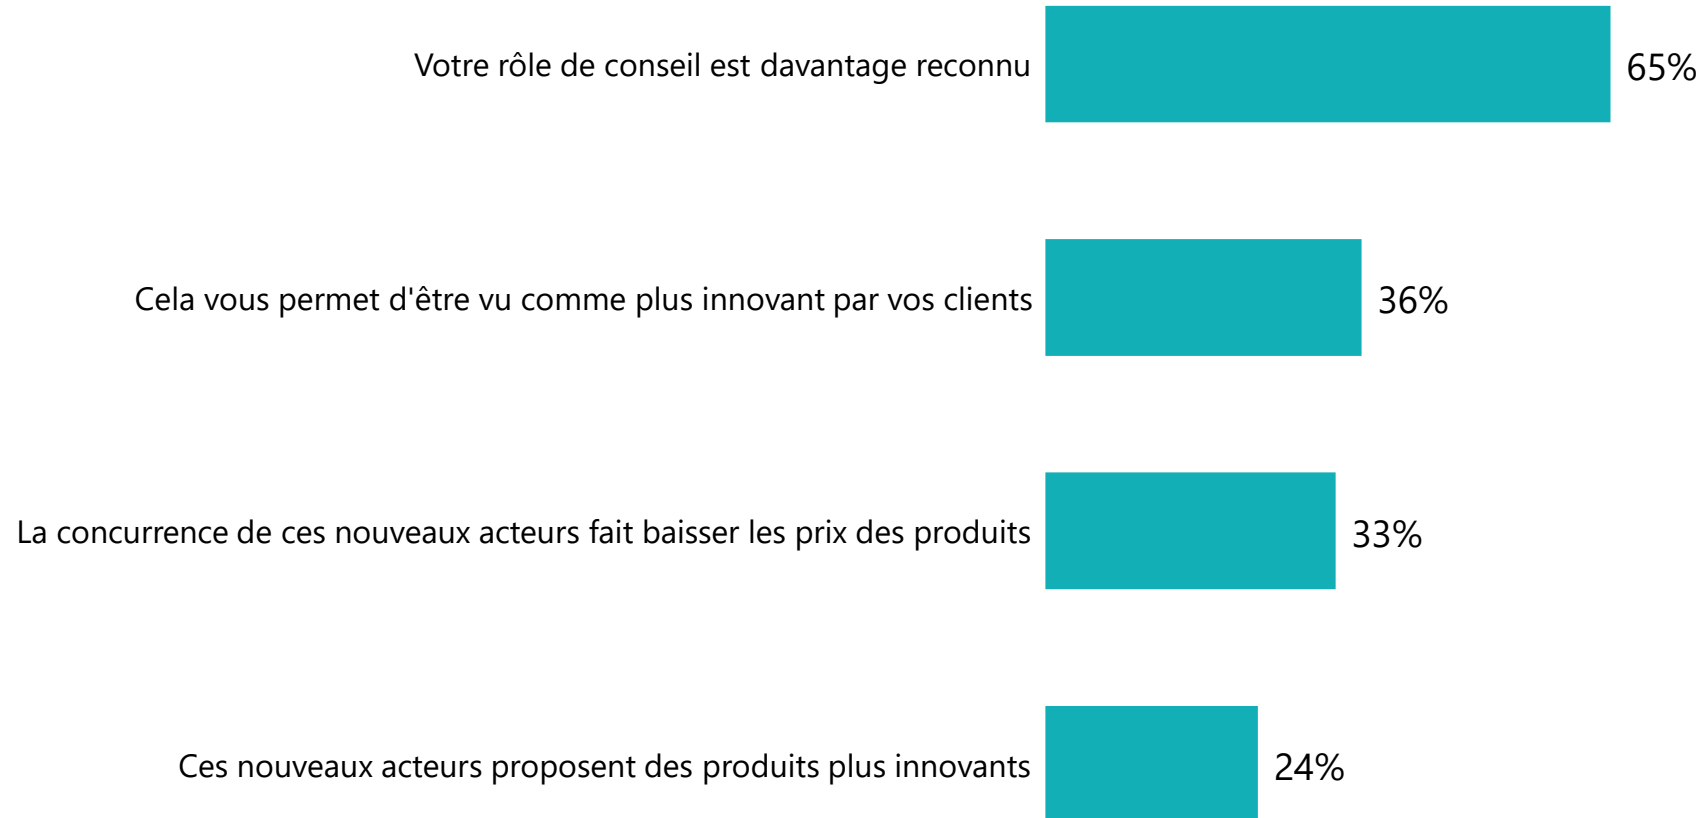 Votre rôle de conseil est davantage reconnu 65%
Cela vous permet d'être vu comme plus innovant par vos clients 36%
La concurrence de ces nouveaux acteurs fait baisser les prix des produits 33%
Ces nouveaux acteurs proposent des produits plus innovants 24%